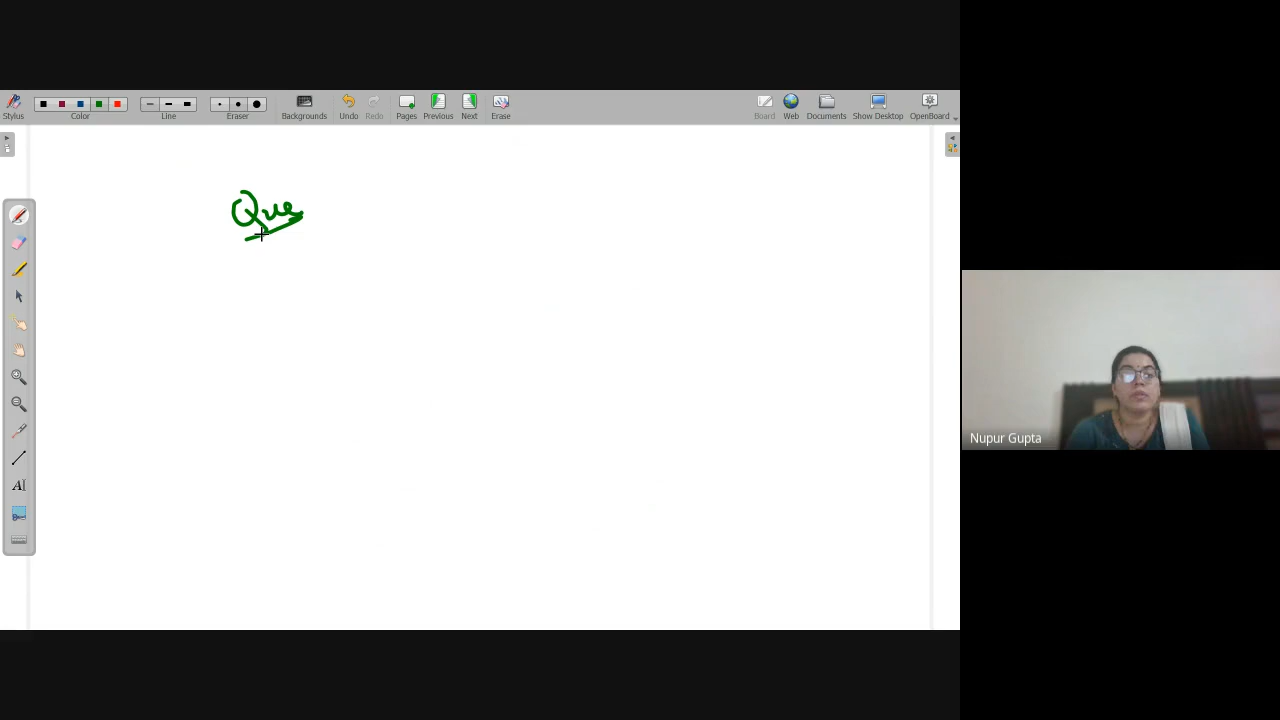 Stylus Color Line Eraser Backgrounds Undo Redo Pages Previous Next Erase Board Web Documents Show Desktop OpenBoard
Que
AI
Nupur Gupta